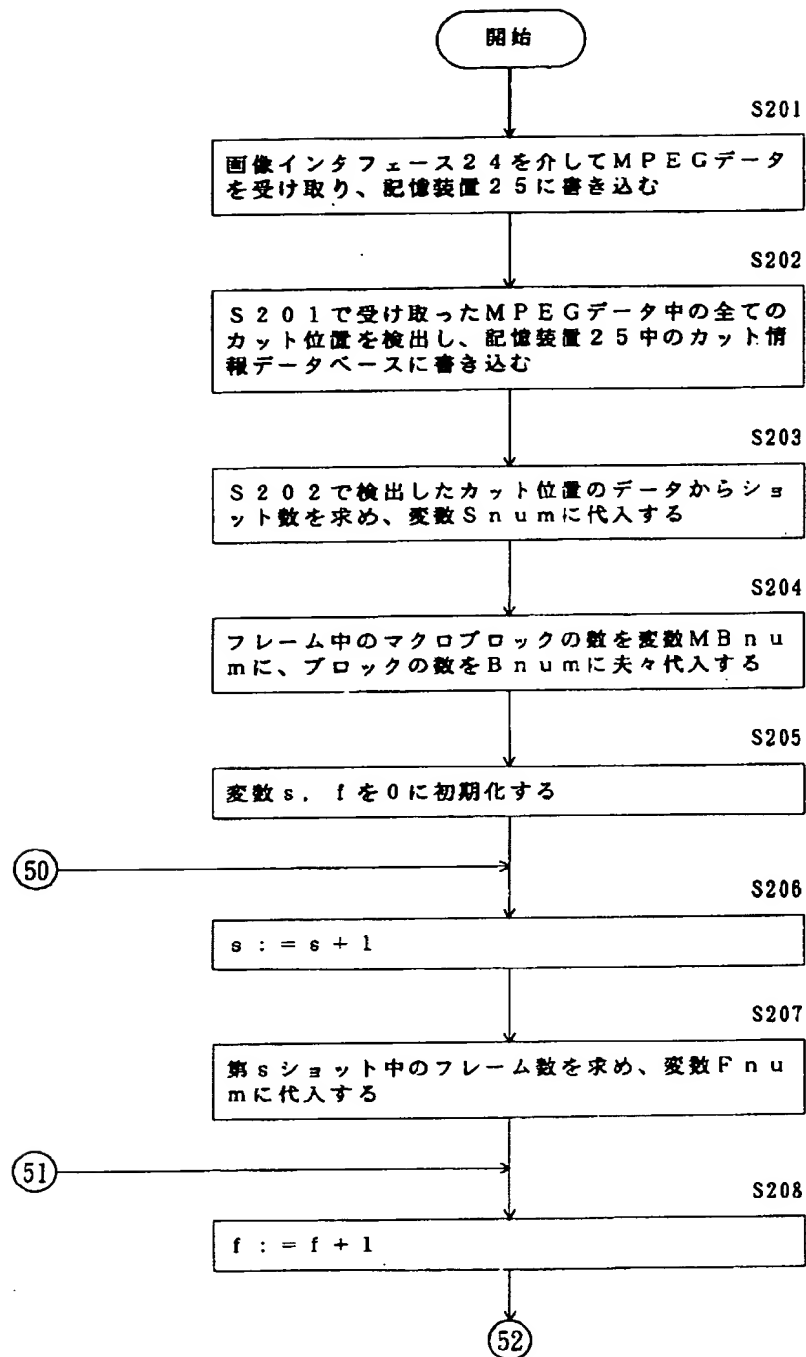 開始
S201
画像インタフェース24を介してMPEGデータ
を受け取り、記憶装置25に書き込む
S202
S201で受け取ったMPEGデータ中の全ての
カット位置を検出し、記憶装置25中のカット情
報データベースに書き込む
S203
S202で検出したカット位置のデータからショ
ット数を求め、変数Snumに代入する
S204
フレーム中のマクロブロックの数を変数MBnu
mに、ブロックの数をBnumに夫々代入する
S205
変数s，fを0に初期化する
50
S206
s：=s+1
S207
第sショット中のフレーム数を求め、変数Fnu
mに代入する
51
S208
f：=f+1
52